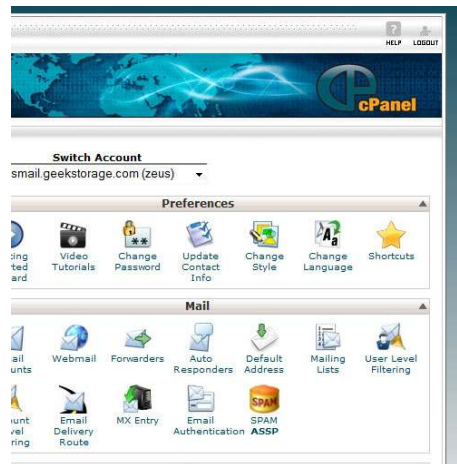 HELP LOGOUT
cPanel
Switch Account
smail.geekstorage.com (zeus)
Preferences
Video Tutorials
Change Password
Update Contact Info
Change Style
Change Language
Shortcuts
Mail
Webmail
Forwarders
Auto Responders
Default Address
Mailing Lists
User Level Filtering
Email Delivery Route
MX Entry
Email Authentication
SPAM
SPAM ASSP